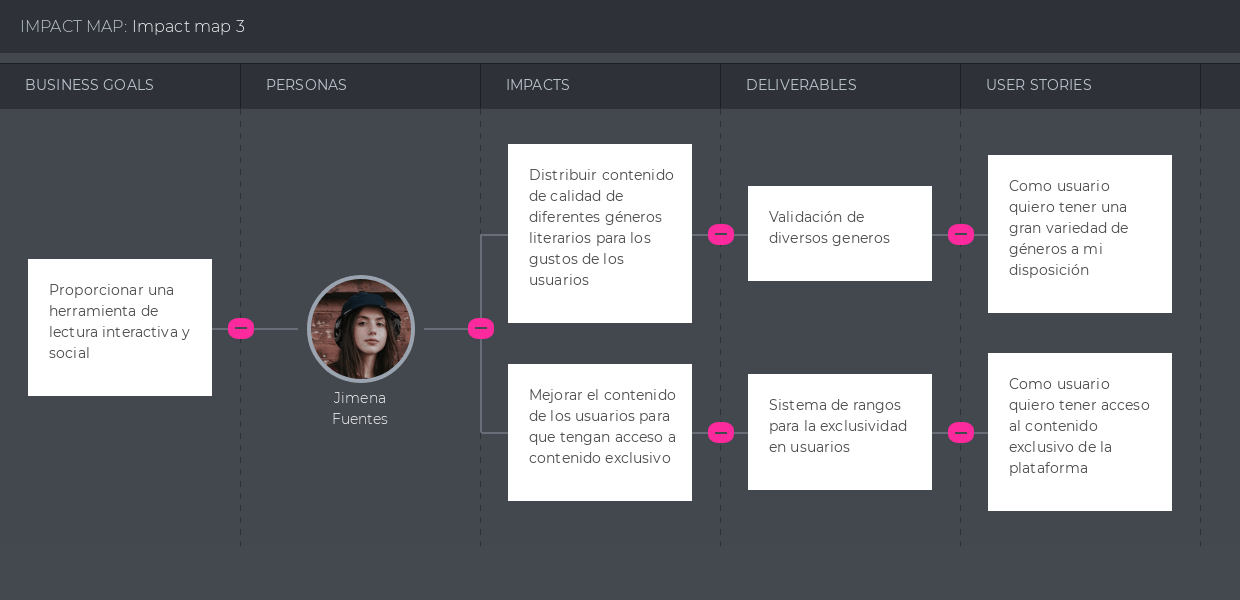 IMPACT MAP: Impact map 3
BUSINESS GOALS
PERSONAS
IMPACTS
DELIVERABLES
USER STORIES
Proporcionar una
herramienta de
lectura interactiva y
social
Jimena
Fuentes
Distribuir contenido
de calidad de
diferentes géneros
literarios para los
gustos de los
usuarios
Validación de
diversos generos
Como usuario
quiero tener una
gran variedad de
géneros a mi
disposición
Mejorar el contenido
de los usuarios para
que tengan acceso a
contenido exclusivo
Sistema de rangos
para la exclusividad
en usuarios
Como usuario
quiero tener acceso
al contenido
exclusivo de la
plataforma